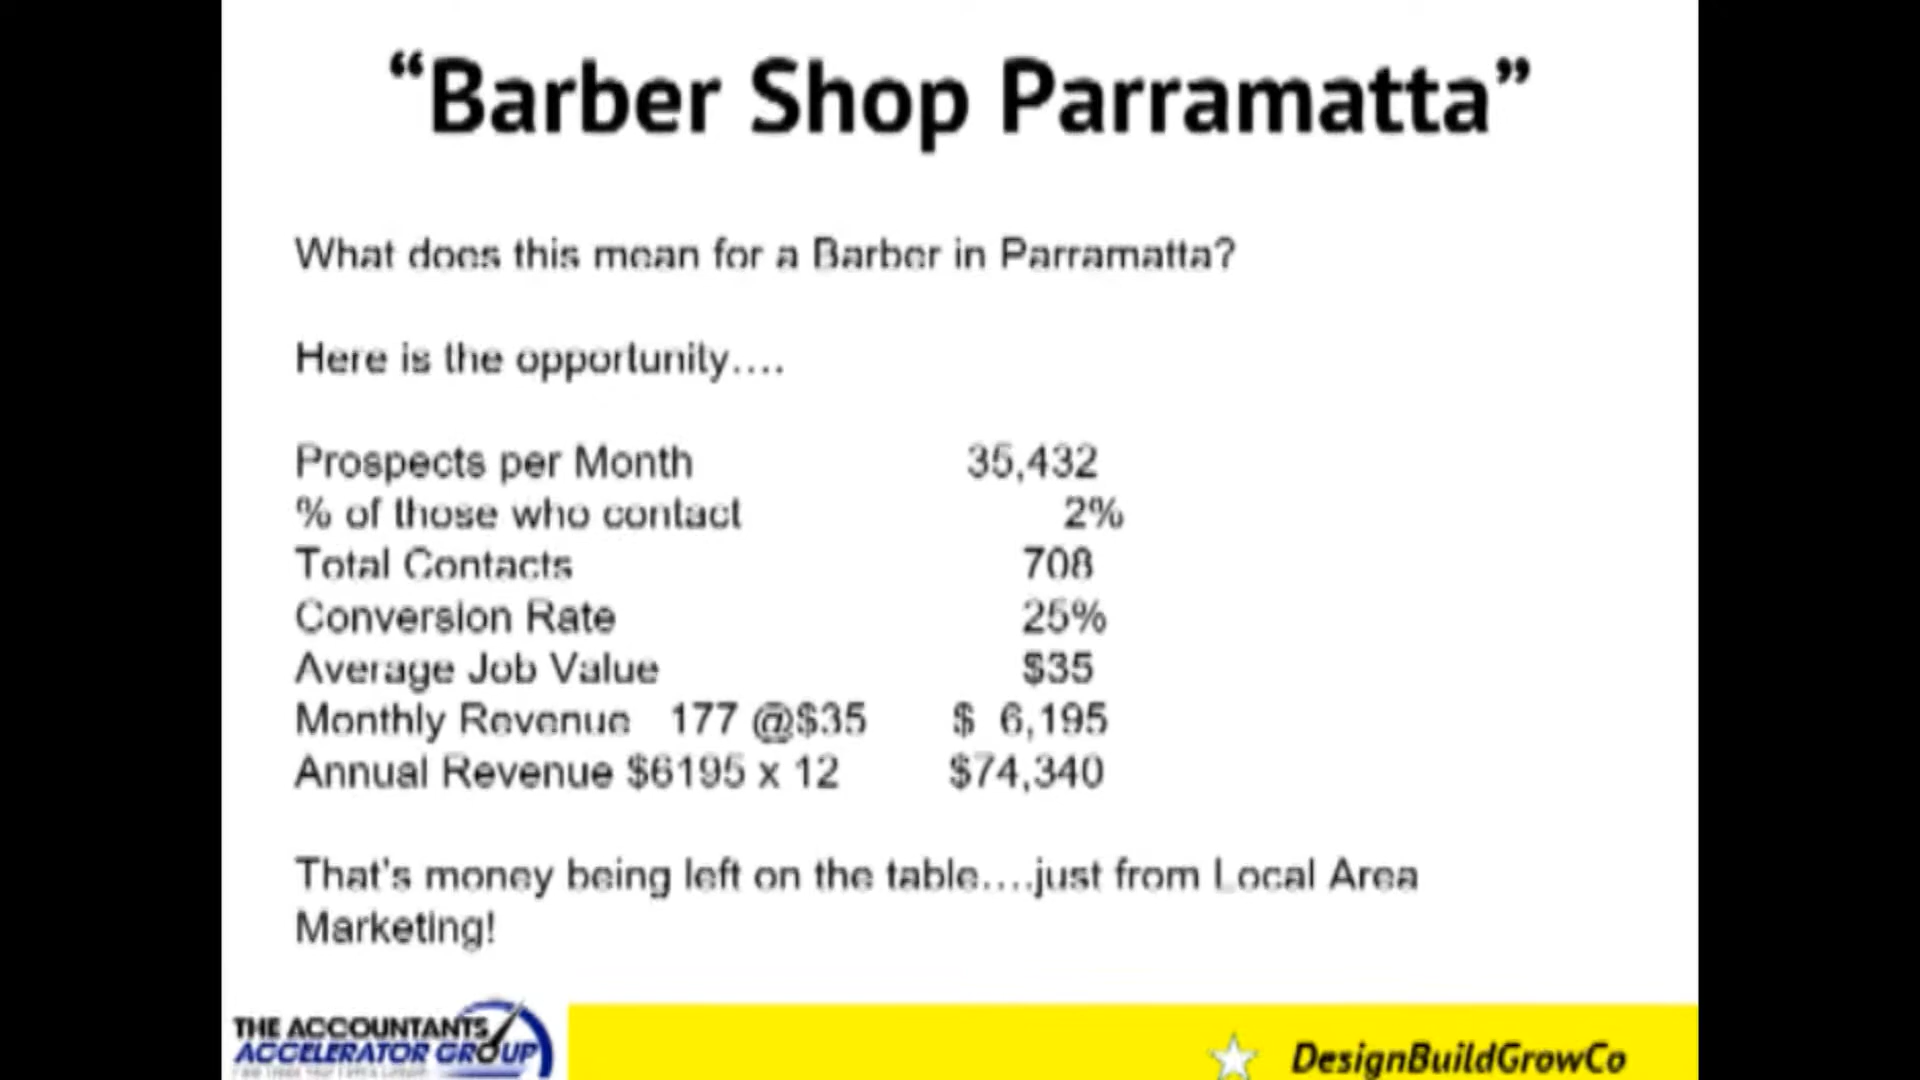 “Barber Shop Parramatta”
What does this mean for a Barber in Parramatta?
Here is the opportunity....
Prospects per Month 35,432
% of those who contact 2%
Total Contacts 708
Conversion Rate 25%
Average Job Value $35
Monthly Revenue 177 @$35 $ 6,195
Annual Revenue $6195 x 12 $74,340
That's money being left on the table....just from Local Area
Marketing!
THE ACCOUNTANTS
ACCELERATOR GROUP
DesignBuildGrowCo